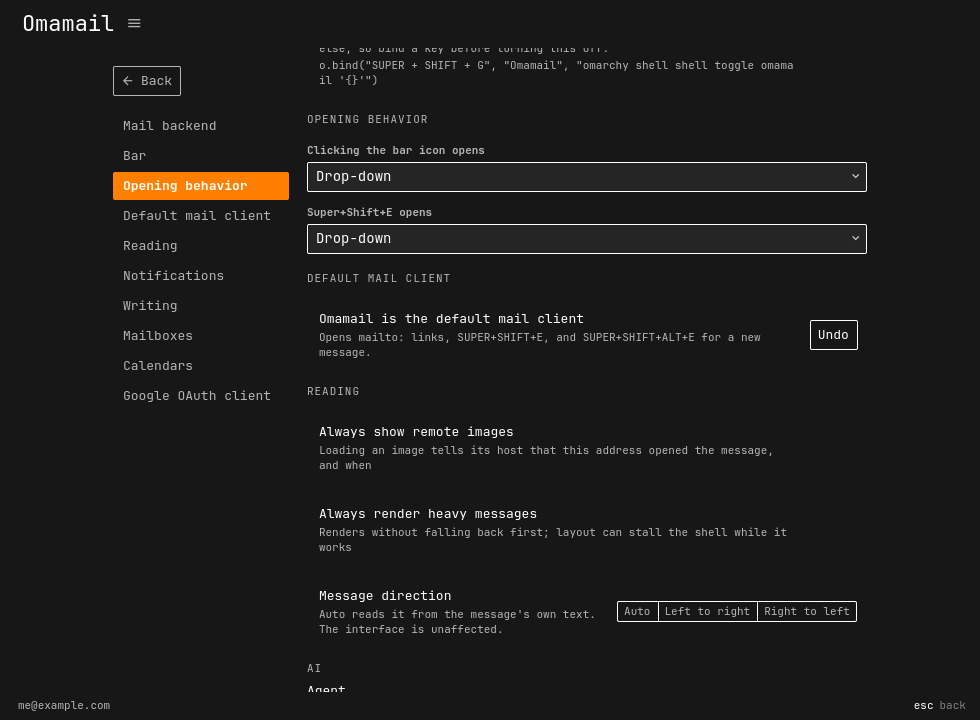 Omamail
← Back
Mail backend
Bar
Opening behavior
Default mail client
Reading
Notifications
Writing
Mailboxes
Calendars
Google OAuth client
else, so bind a key before turning this off.
o.bind("SUPER + SHIFT + G", "Omamail", "omarchy shell shell toggle omama
il '{}'")
OPENING BEHAVIOR
Clicking the bar icon opens
Drop-down
Super+Shift+E opens
Drop-down
DEFAULT MAIL CLIENT
Omamail is the default mail client
Opens mailto: links, SUPER+SHIFT+E, and SUPER+SHIFT+ALT+E for a new
message.
Undo
READING
Always show remote images
Loading an image tells its host that this address opened the message,
and when
Always render heavy messages
Renders without falling back first; layout can stall the shell while it
works
Message direction
Auto reads it from the message's own text.
The interface is unaffected.
Auto
Left to right
Right to left
AI
Agent
me@example.com
esc back